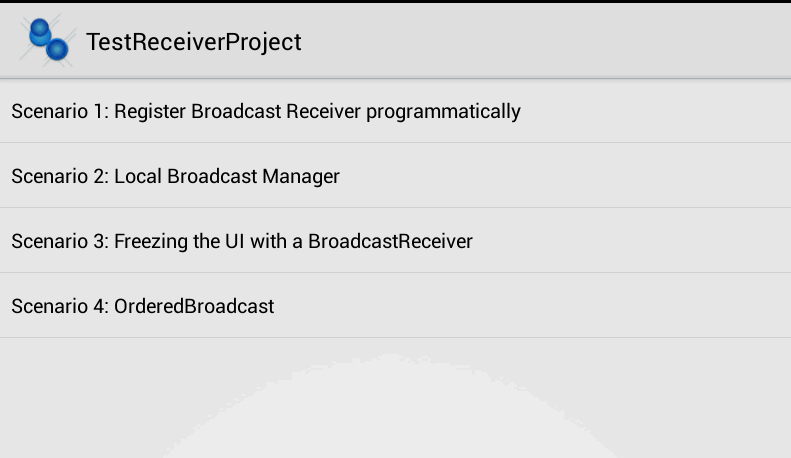 TestReceiverProject
Scenario 1: Register Broadcast Receiver programmatically
Scenario 2: Local Broadcast Manager
Scenario 3: Freezing the UI with a BroadcastReceiver
Scenario 4: OrderedBroadcast